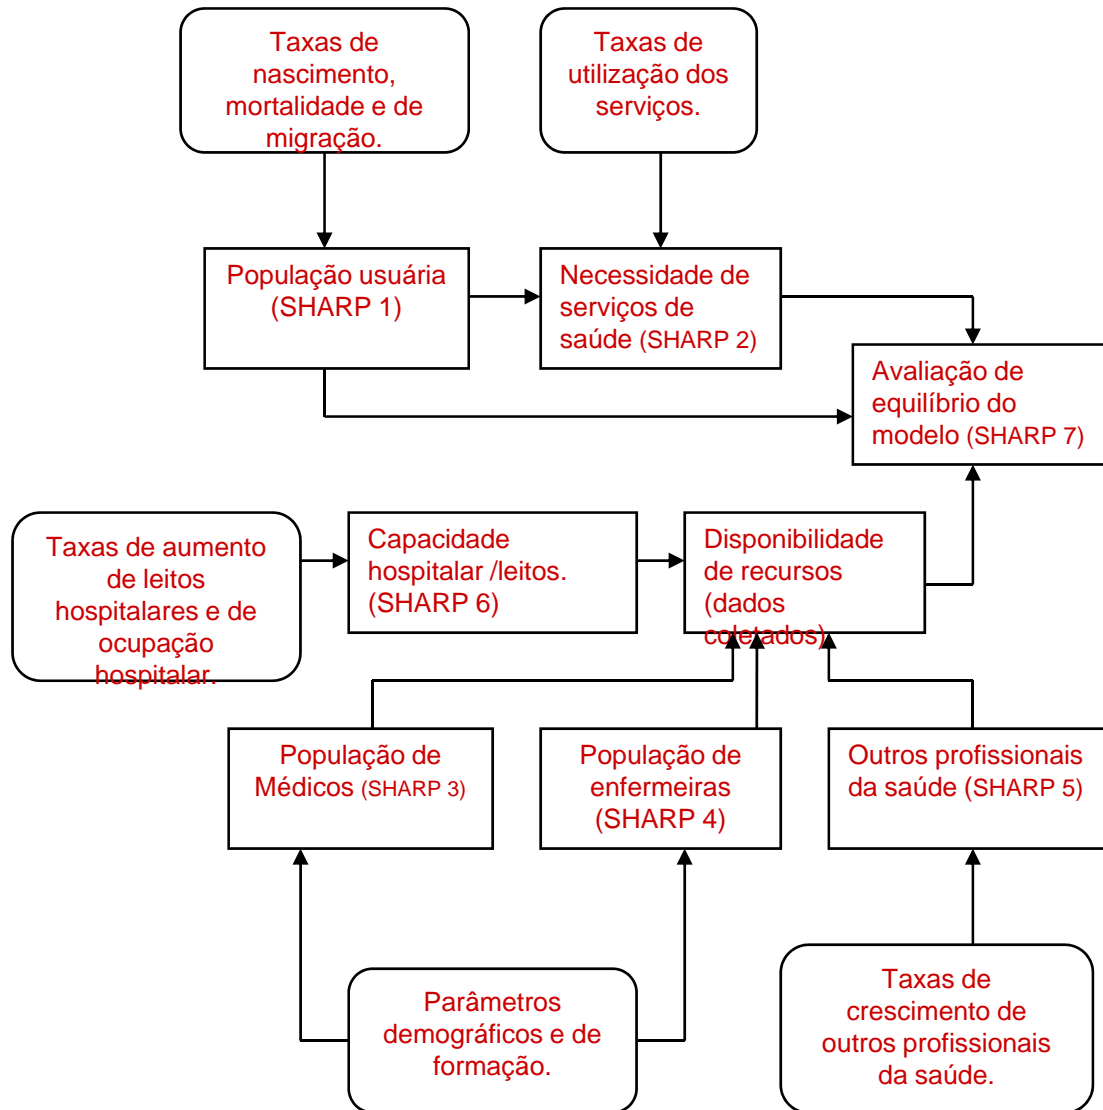 Taxas de
nascimento,
mortalidade e de
migração.
Taxas de
utilização dos
serviços.
População usuária
(SHARP 1)
Necessidade de
serviços de
saúde (SHARP 2)
Avaliação de
equilíbrio do
modelo (SHARP 7)
Taxas de aumento
de leitos
hospitalares e de
ocupação
hospitalar.
Capacidade
hospitalar /leitos.
(SHARP 6)
Disponibilidade
de recursos
(dados
coletados)
População de
Médicos (SHARP 3)
População de
enfermeiras
(SHARP 4)
Outros profissionais
da saúde (SHARP 5)
Parâmetros
demográficos e de
formação.
Taxas de
crescimento de
outros profissionais
da saúde.